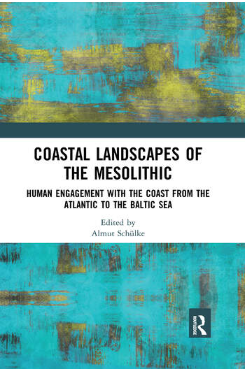 COASTAL LANDSCAPES OF
THE MESOLITHIC
HUMAN ENGAGEMENT WITH THE COAST FROM THE
ATLANTIC TO THE BALTIC SEA
Edited by
Almut Schülke
ROUTLEDGE